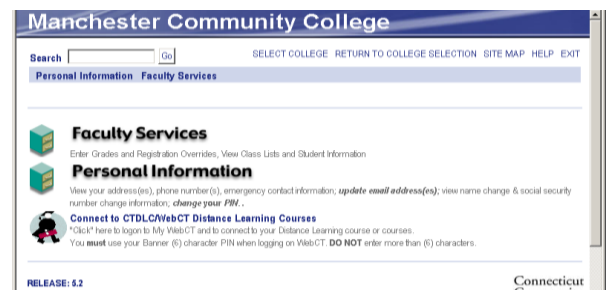 Manchester Community College
Search Go SELECT COLLEGE RETURN TO COLLEGE SELECTION SITE MAP HELP EXIT
Personal Information Faculty Services
Faculty Services
Enter Grades and Registration Overrides, View Class Lists and Student Information
Personal Information
View your address(es), phone number(s), emergency contact information; update email address(es); view name change & social security
number change information; change your PIN. .
Connect to CTDLC/WebCT Distance Learning Courses
"Click" here to logon to My WebCT and to connect to your Distance Learning course or courses.
You must use your Banner (6) character PIN when logging on WebCT. DO NOT enter more than (6) characters.
RELEASE: 5.2
Connecticut